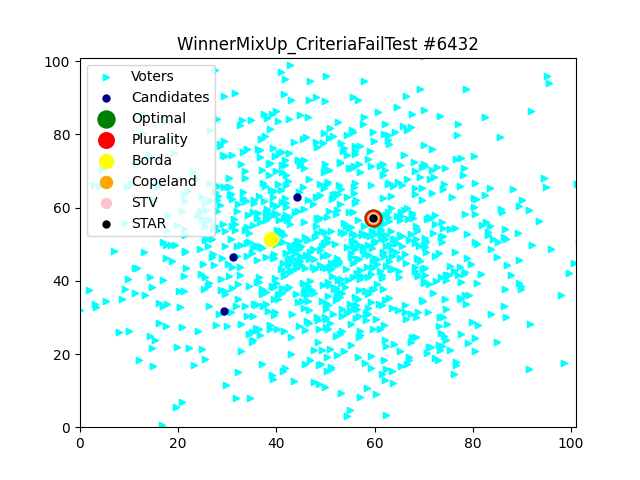 WinnerMixUp_CriteriaFailTest #6432
100
80
60
40
20
0
Voters
Candidates
Optimal
Plurality
Borda
Copeland
STV
STAR
0 20 40 60 80 100